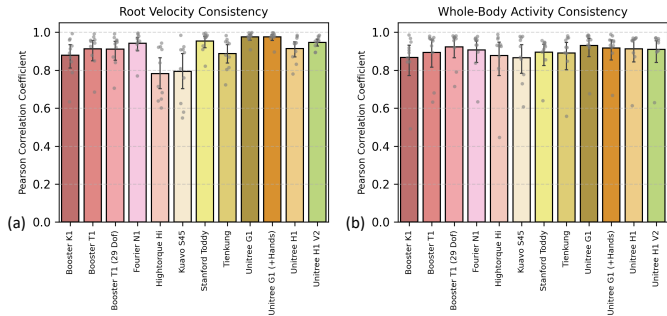 Root Velocity Consistency
Pearson Correlation Coefficient
1.0
0.8
0.6
0.4
0.2
0.0
(a)
Booster K1
Booster T1
Booster T1 (29 Dof)
Fourier N1
Hightorque Hi
Kuavo S45
Stanford Toddy
Tienkung
Unitree G1
Unitree G1 (+Hands)
Unitree H1
Unitree H1 V2
Whole-Body Activity Consistency
Pearson Correlation Coefficient
1.0
0.8
0.6
0.4
0.2
0.0
(b)
Booster K1
Booster T1
Booster T1 (29 Dof)
Fourier N1
Hightorque Hi
Kuavo S45
Stanford Toddy
Tienkung
Unitree G1
Unitree G1 (+Hands)
Unitree H1
Unitree H1 V2